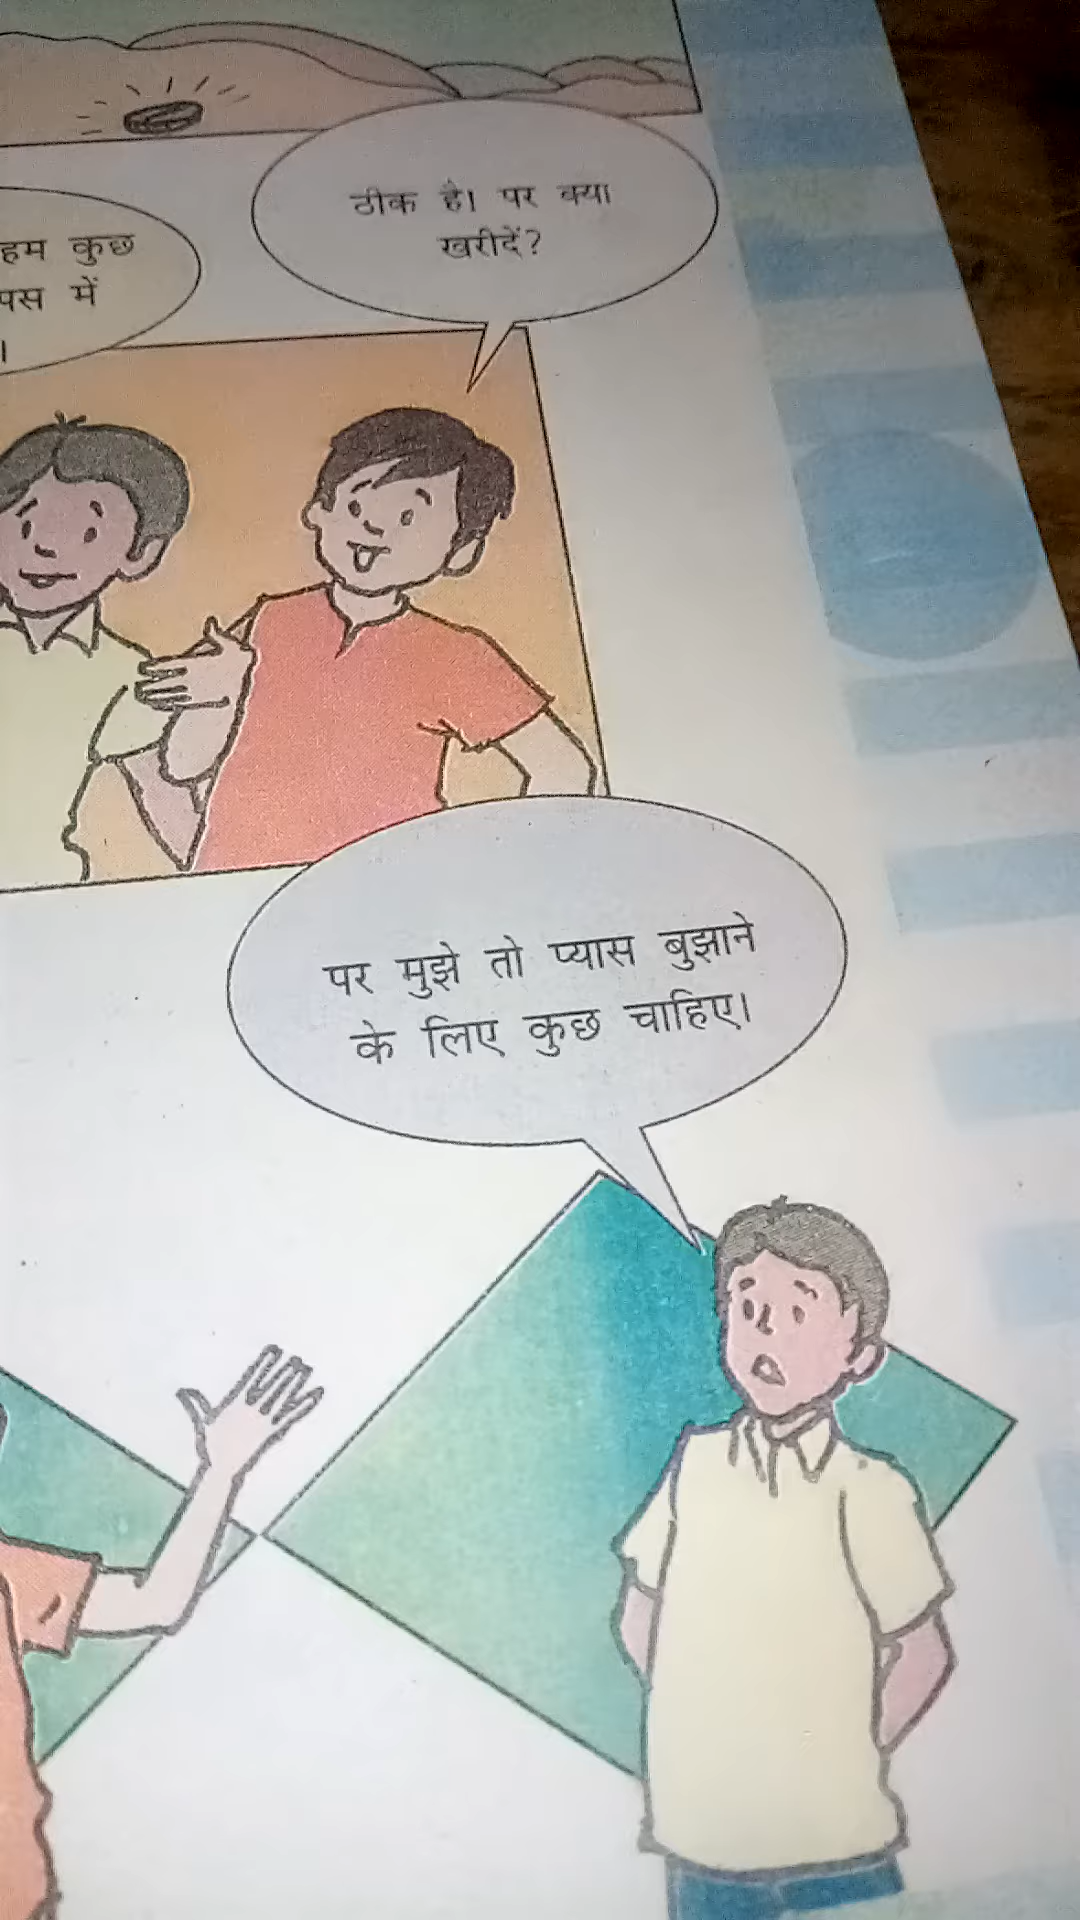 हम कुछ
पस में
।
ठीक है। पर क्या
खरीदें?
पर मुझे तो प्यास बुझाने
के लिए कुछ चाहिए।